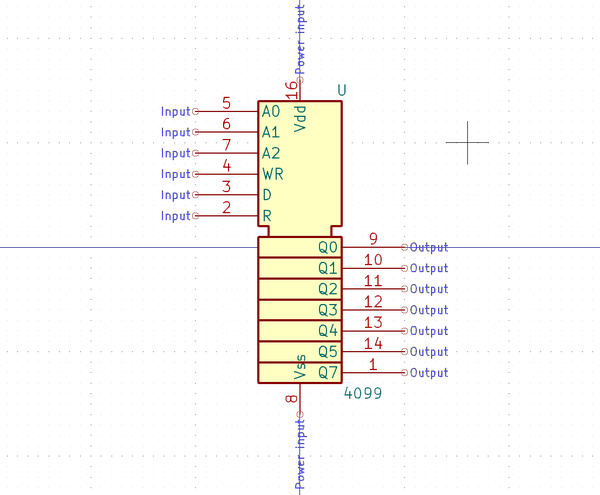 Power input
16
U
Vdd
Input 5 A0
Input 6 A1
Input 7 A2
Input 4 WR
Input 3 D
Input 2 R
Q0 9 Output
Q1 10 Output
Q2 11 Output
Q3 12 Output
Q4 13 Output
Q5 14 Output
Q7 1 Output
Vss
8
4099
Power input